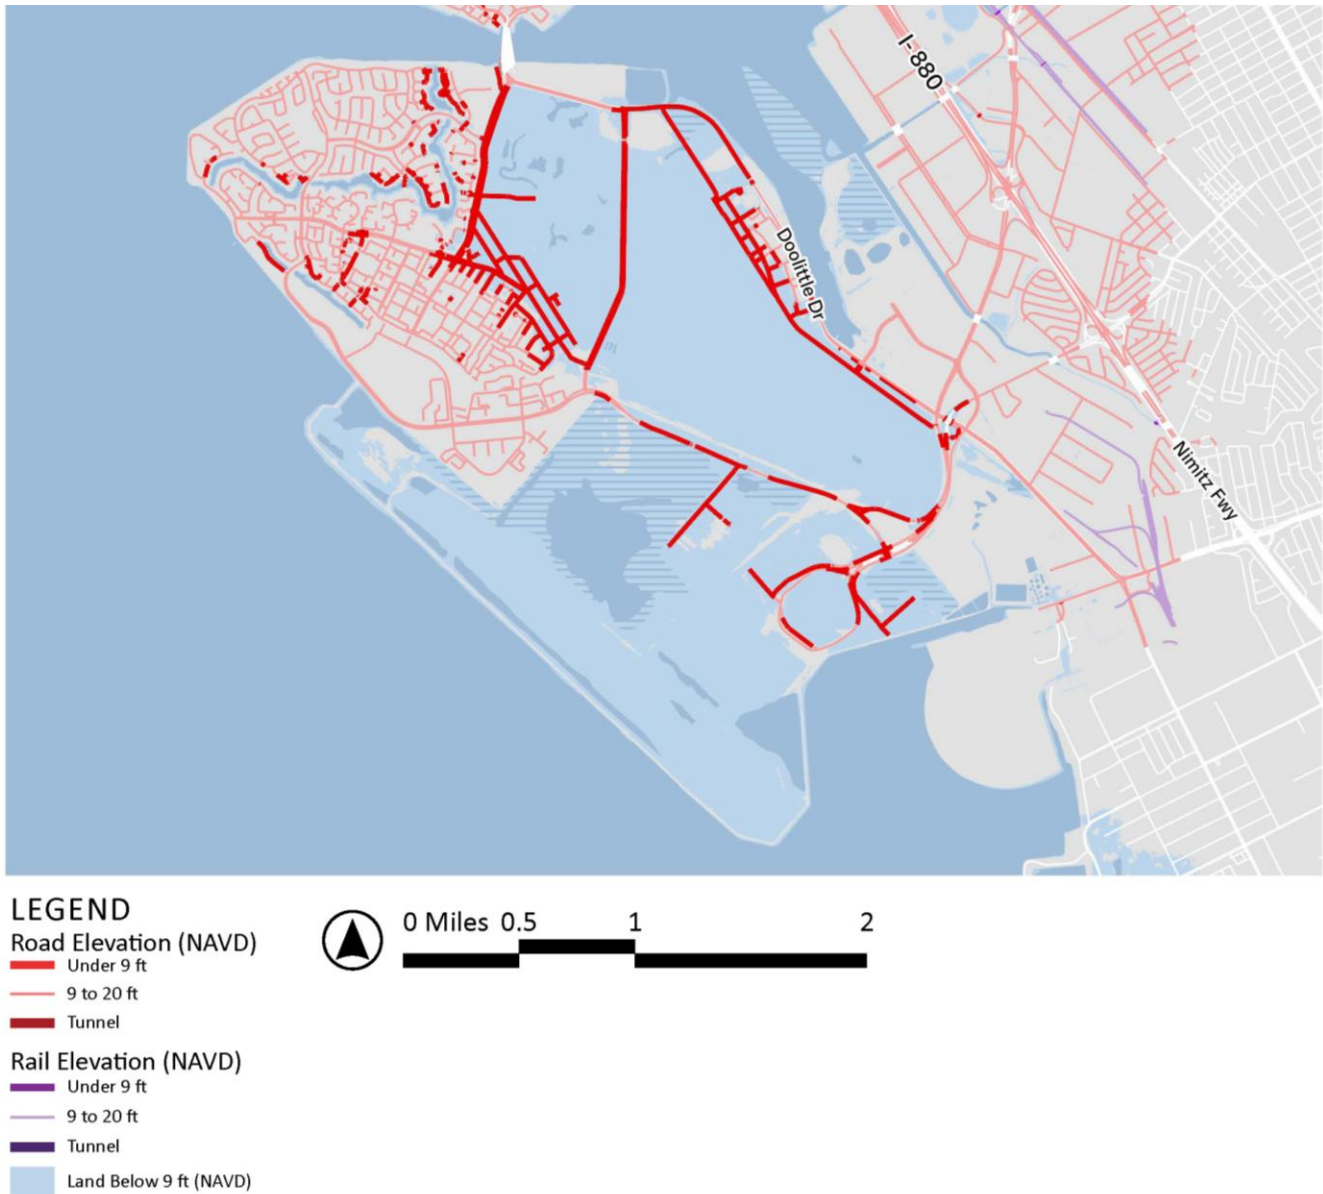 I-880
Doolittle Dr
Nimitz Fwy
LEGEND
Road Elevation (NAVD)
Under 9 ft
9 to 20 ft
Tunnel
Rail Elevation (NAVD)
Under 9 ft
9 to 20 ft
Tunnel
Land Below 9 ft (NAVD)
0 Miles 0.5 1 2